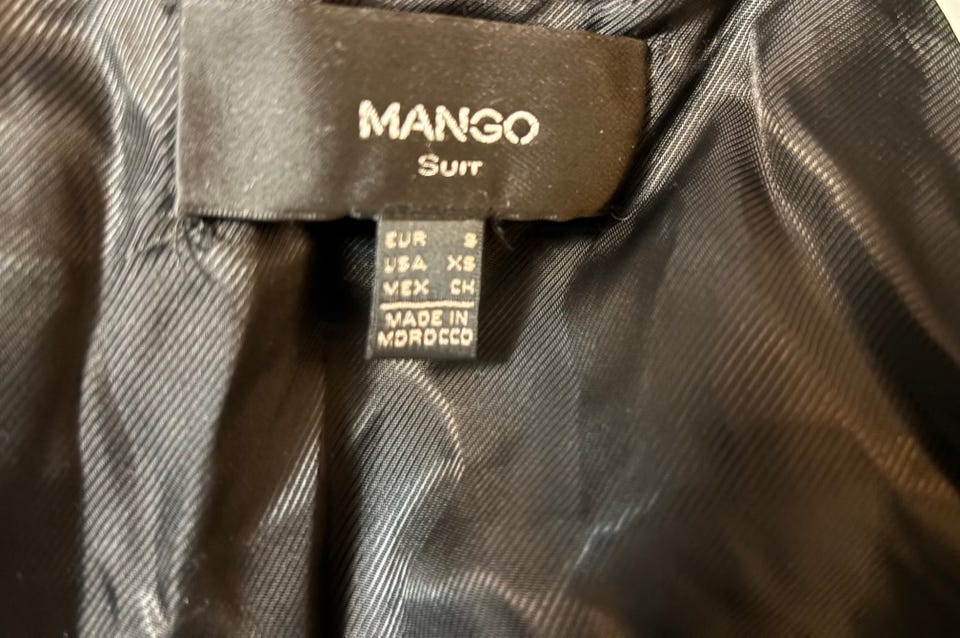 MANGO
SUIT
EUR S
USA XS
MEX CH
MADE IN
MOROCCO